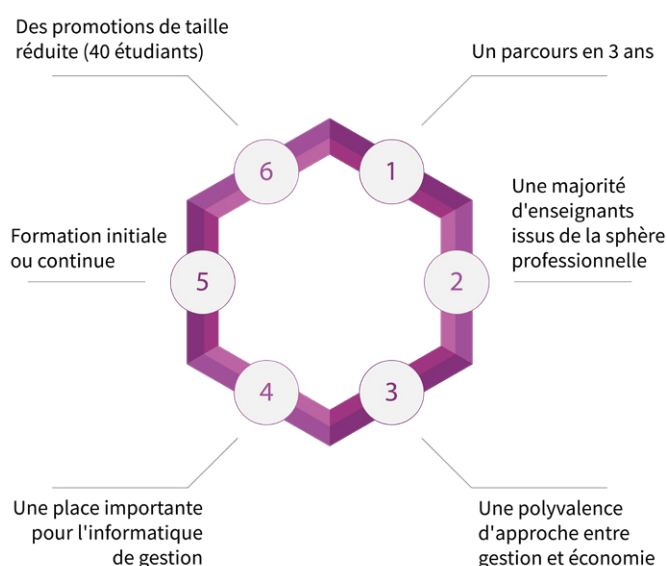 Des promotions de taille
réduite (40 étudiants)
Un parcours en 3 ans
6
1
Une majorité
d'enseignants
issus de la sphère
professionnelle
Formation initiale
ou continue
5
2
4
3
Une place importante
pour l'informatique
de gestion
Une polyvalence
d'approche entre
gestion et économie